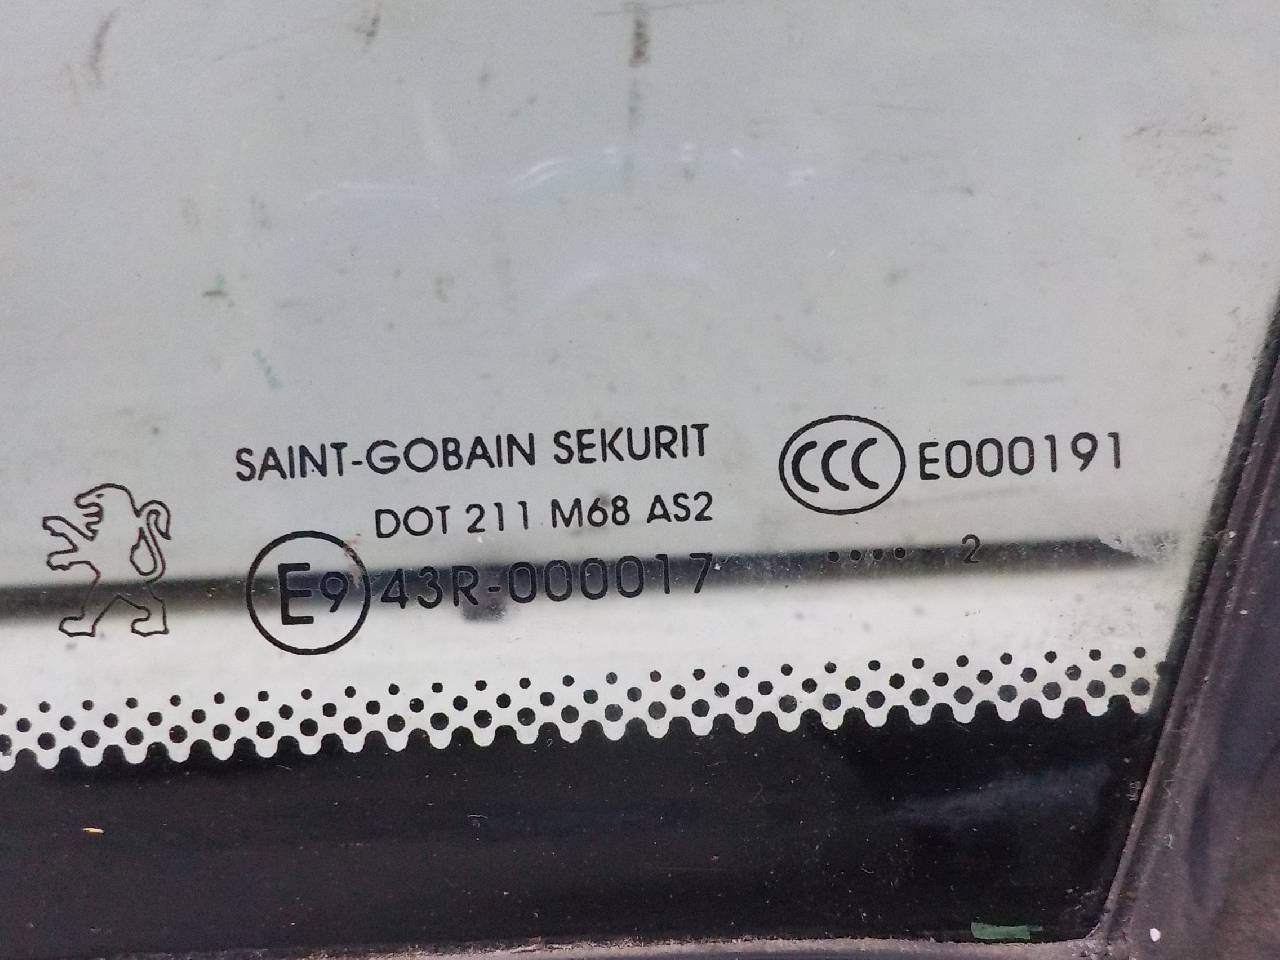 SAINT-GOBAIN SEKURIT
DOT 211 M68 AS2
E9 43R-000017
CCC E000191
.... 2